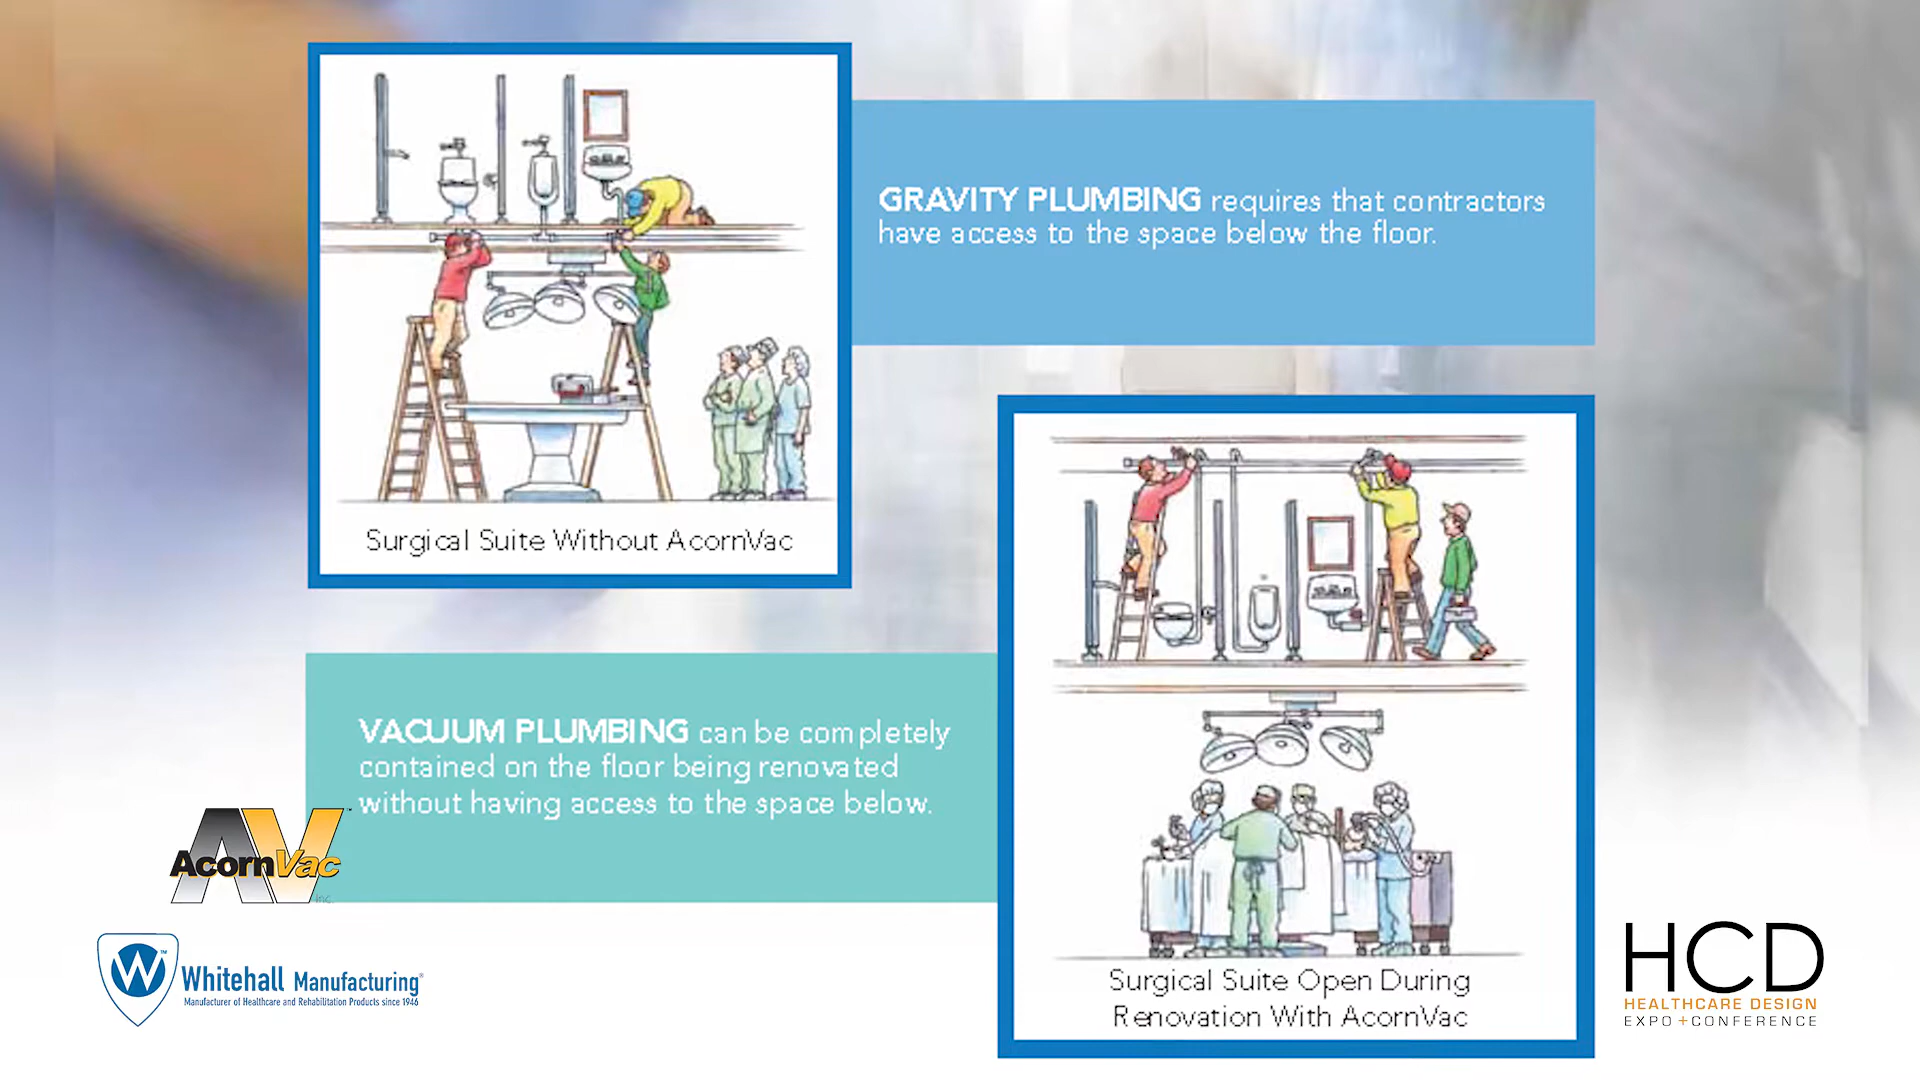 GRAVITY PLUMBING requires that contractors
have access to the space below the floor.
Surgical Suite Without AcornVac
VACUUM PLUMBING can be completely
contained on the floor being renovated
without having access to the space below.
AV™
AcornVac
Inc.
W™
Whitehall Manufacturing®
Manufacturer of Healthcare and Rehabilitation Products since 1946
Surgical Suite Open During
Renovation With AcornVac
HCD
HEALTHCARE DESIGN
EXPO+CONFERENCE